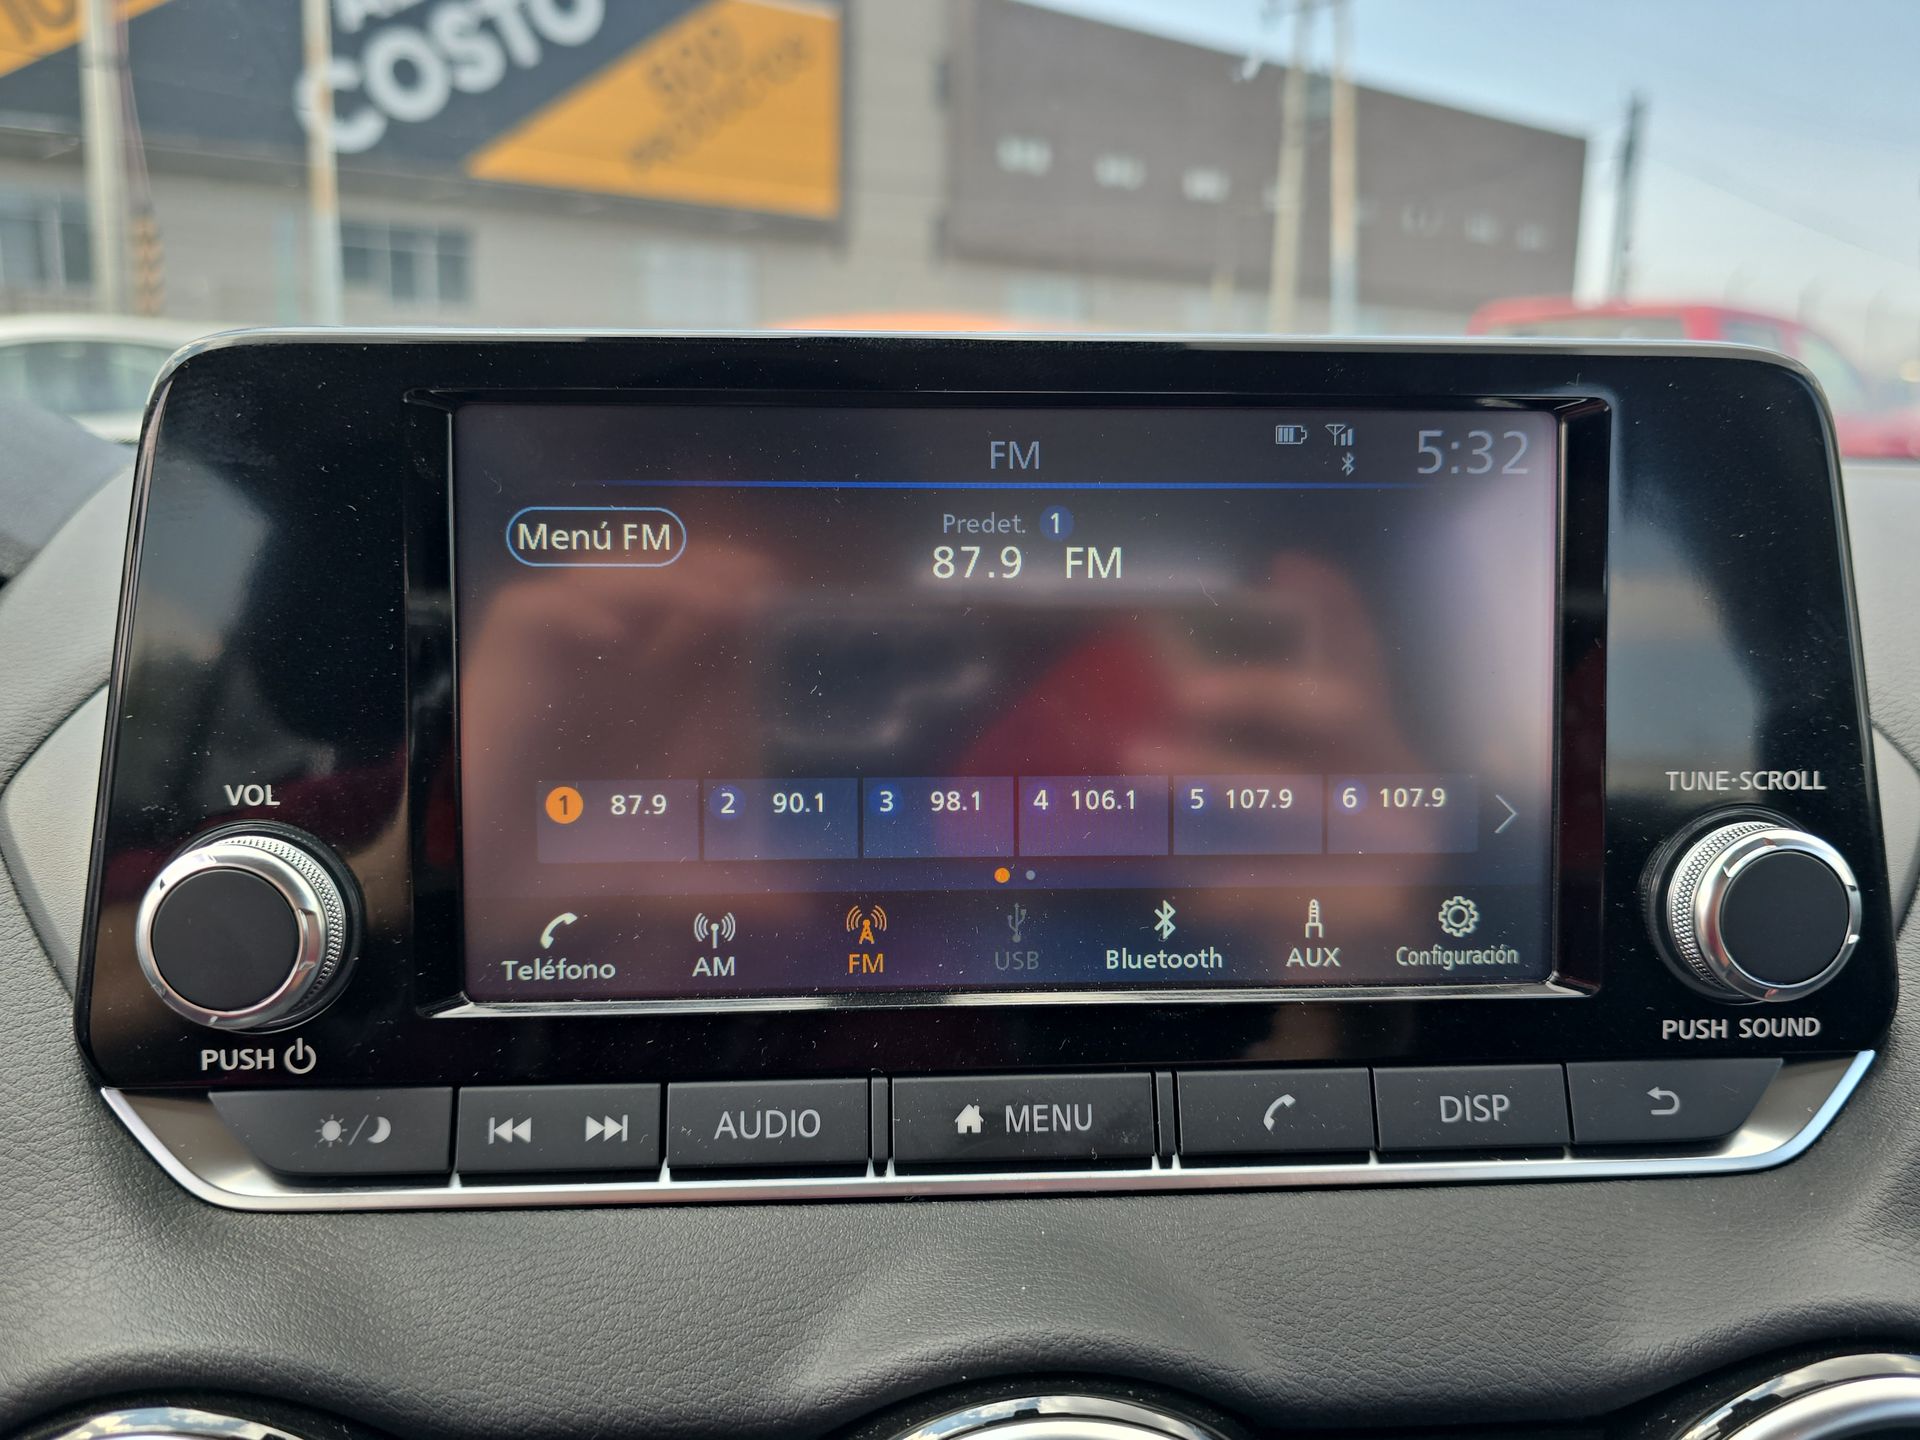 COSTO
FM 5:32
Menú FM
Predet. 1
87.9 FM
VOL
TUNE·SCROLL
1 87.9 2 90.1 3 98.1 4 106.1 5 107.9 6 107.9
Teléfono AM FM USB Bluetooth AUX Configuración
PUSH
PUSH SOUND
AUDIO MENU DISP